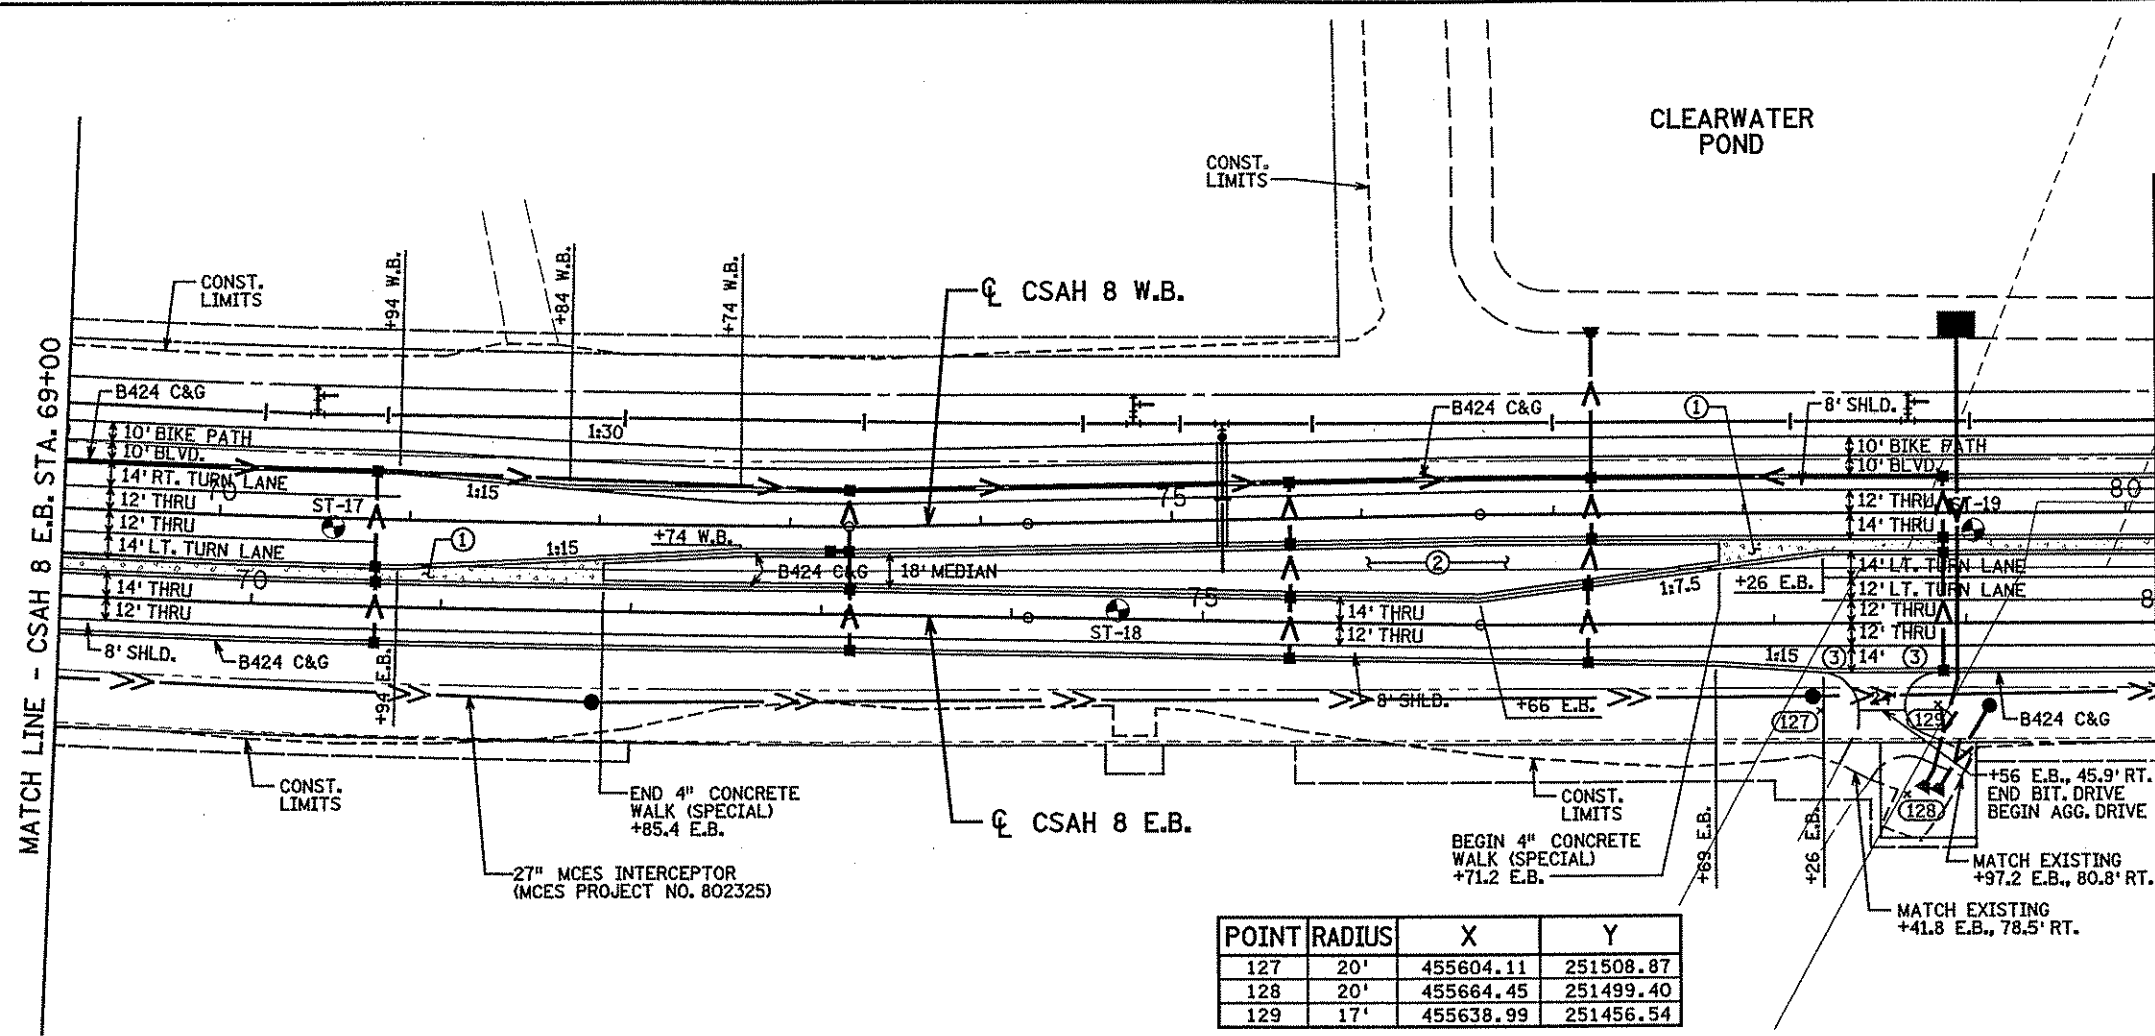 CLEARWATER
POND
CONST.
LIMITS
CONST.
LIMITS
+94 W.B.
+84 W.B.
+74 W.B.
℄ CSAH 8 W.B.
MATCH LINE - CSAH 8 E.B. STA. 69+00
B424 C&G
B424 C&G
①
8' SHLD.
10' BIKE PATH
10' BLVD.
1:30
10' BIKE PATH
10' BLVD.
14' RT. TURN LANE
70
1:15
75
80
12' THRU
ST-17
12' THRU
ST-19
12' THRU
14' THRU
14' LT. TURN LANE
①
1:15
+74 W.B.
B424 C&G
18' MEDIAN
②
14' LT. TURN LANE
70
1:7.5
+26 E.B.
12' LT. TURN LANE
14' THRU
12' THRU
75
ST-18
14' THRU
12' THRU
12' THRU
12' THRU
8
8' SHLD.
B424 C&G
1:15
③
14'
③
+94 E.B.
8' SHLD.
+66 E.B.
127
129
B424 C&G
CONST.
LIMITS
END 4" CONCRETE
WALK (SPECIAL)
+85.4 E.B.
℄ CSAH 8 E.B.
CONST.
LIMITS
+56 E.B., 45.9' RT.
END BIT. DRIVE
BEGIN AGG. DRIVE
128
BEGIN 4" CONCRETE
WALK (SPECIAL)
+71.2 E.B.
+69 E.B.
+26 E.B.
27" MCES INTERCEPTOR
(MCES PROJECT NO. 802325)
MATCH EXISTING
+97.2 E.B., 80.8' RT.
MATCH EXISTING
+41.8 E.B., 78.5' RT.
POINT RADIUS X Y
127 20' 455604.11 251508.87
128 20' 455664.45 251499.40
129 17' 455638.99 251456.54